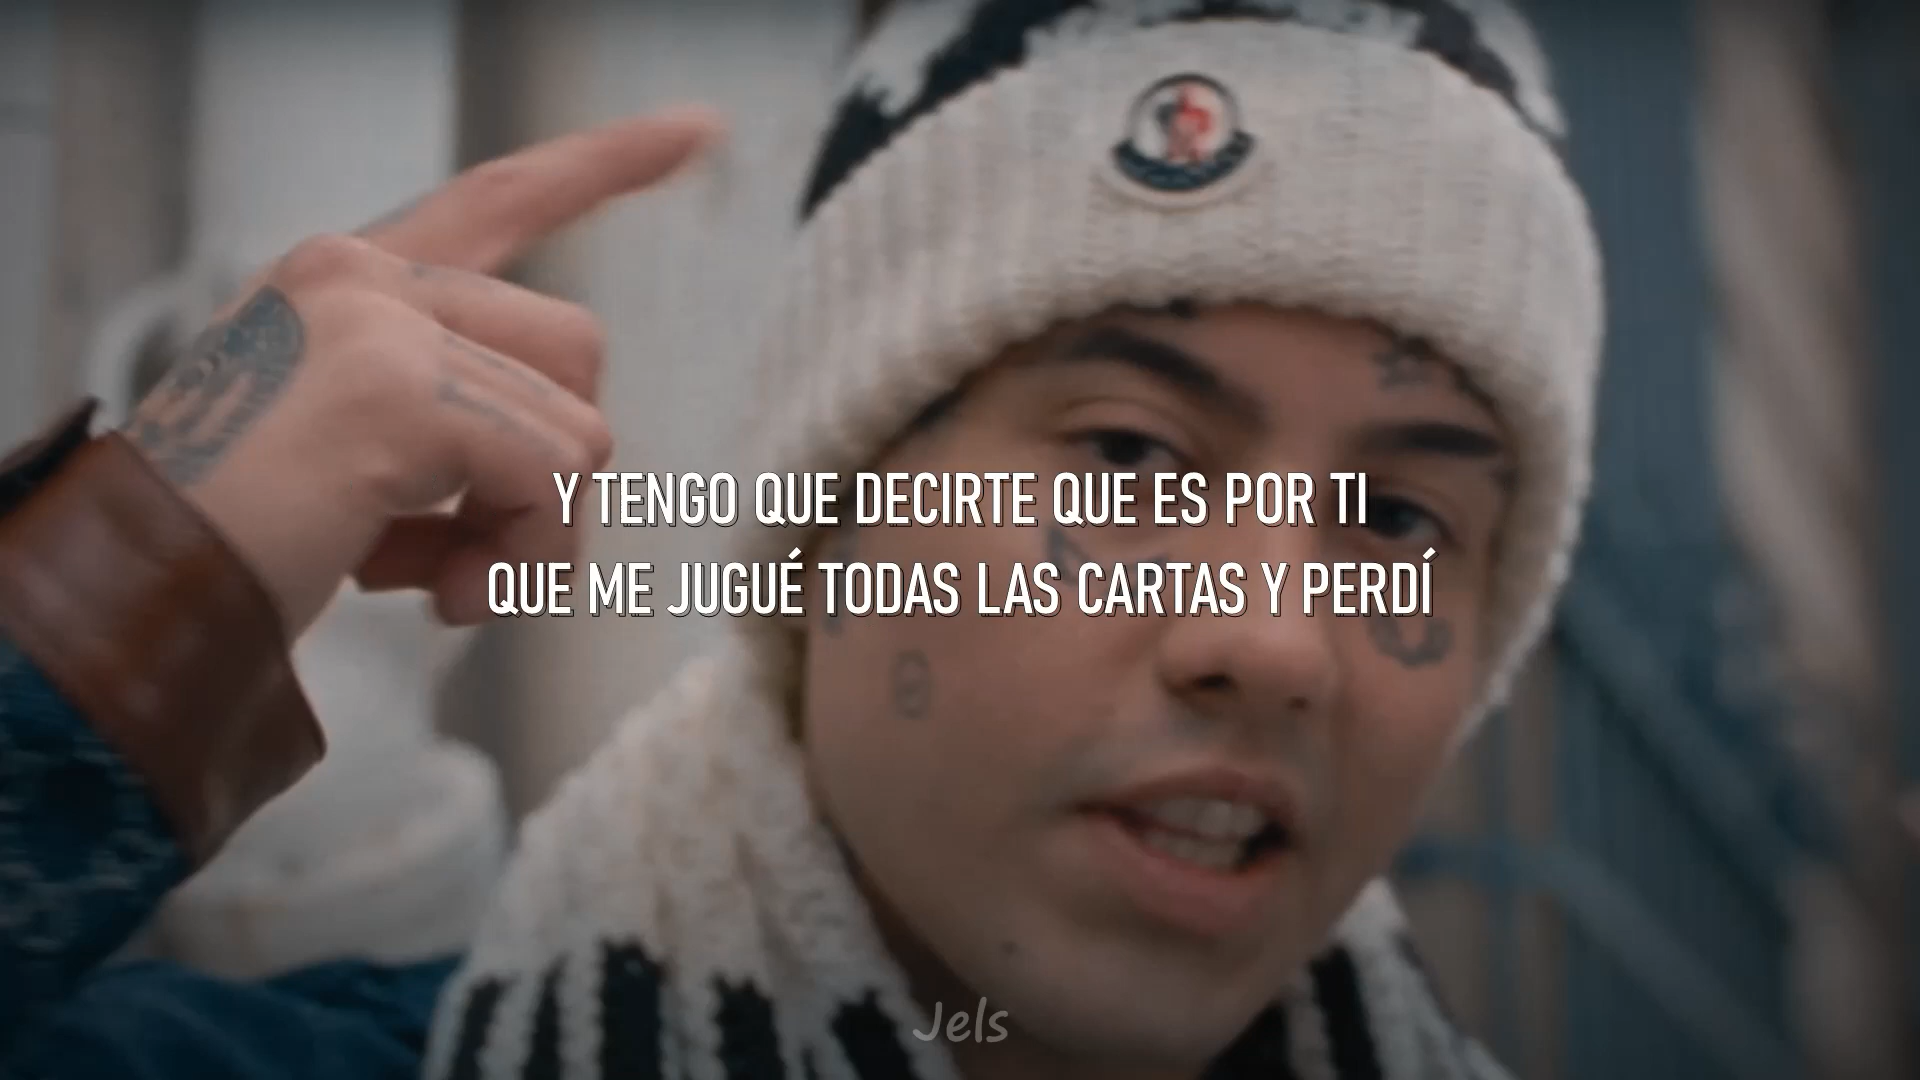 Y TENGO QUE DECIRTE QUE ES POR TI
QUE ME JUGUÉ TODAS LAS CARTAS Y PERDÍ
Jels